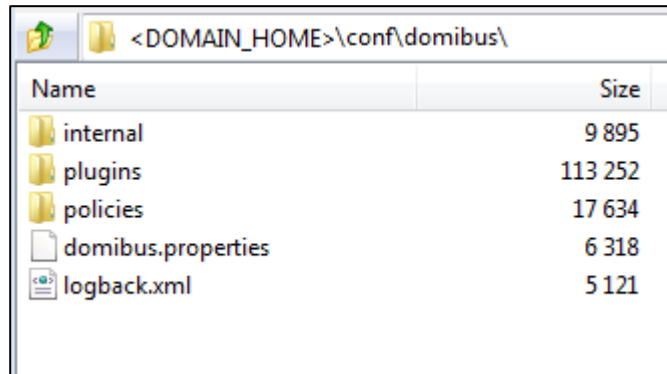 <DOMAIN_HOME>\conf\domibus\
Name Size
internal 9 895
plugins 113 252
policies 17 634
domibus.properties 6 318
logback.xml 5 121